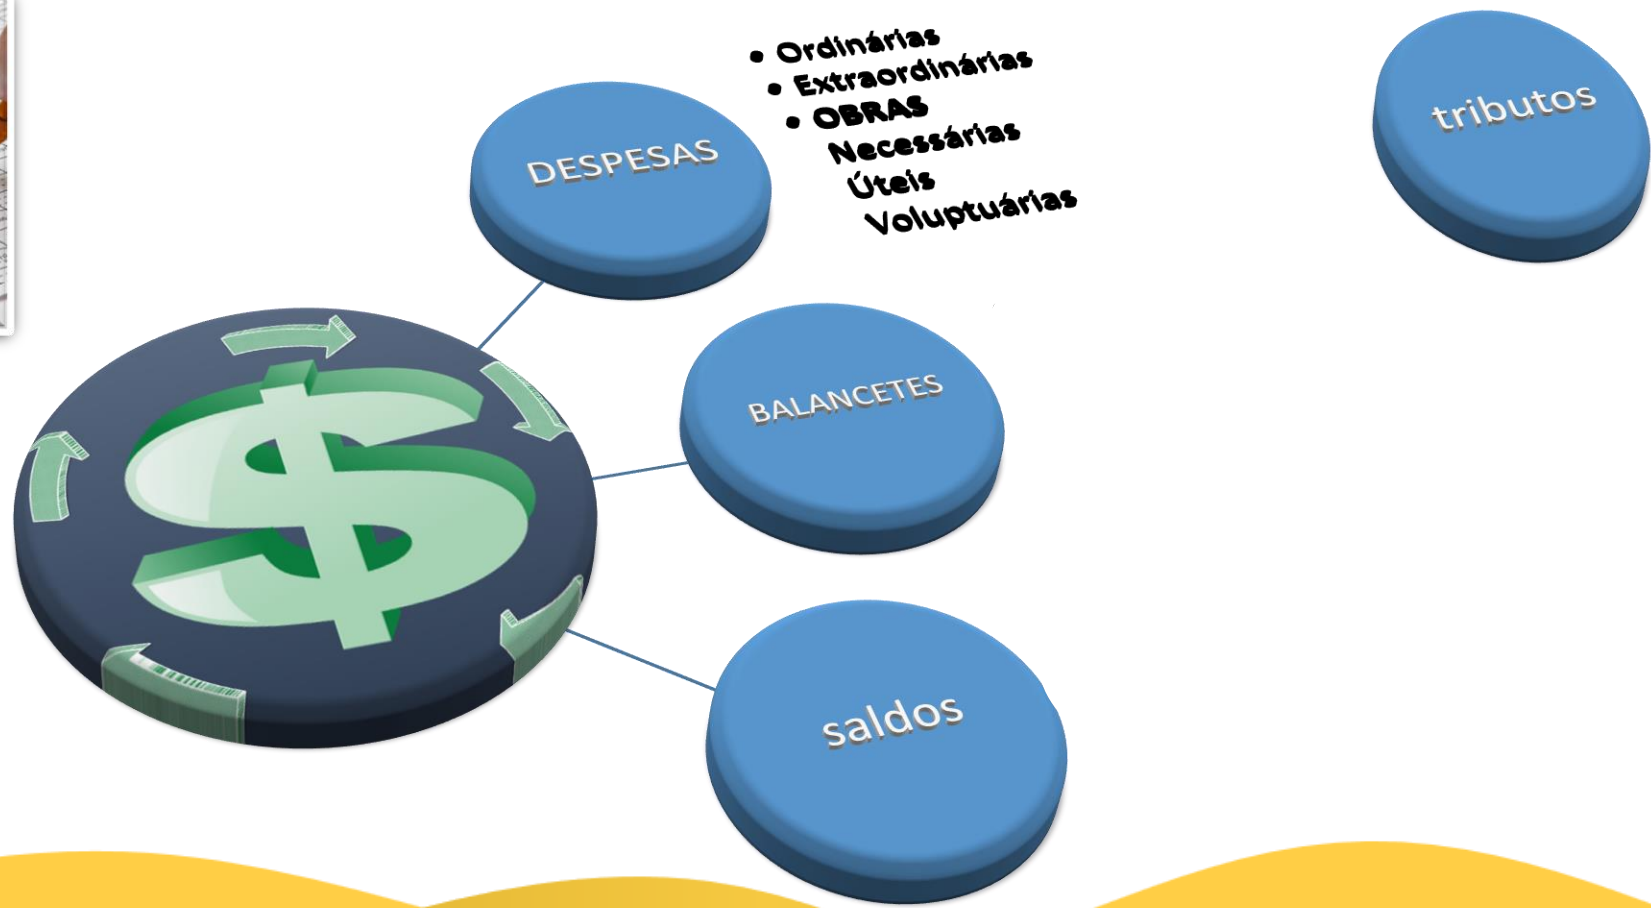 • Ordinárias
• Extraordinárias
• OBRAS
Necessárias
Úteis
Voluptuárias
DESPESAS
tributos
BALANCETES
saldos